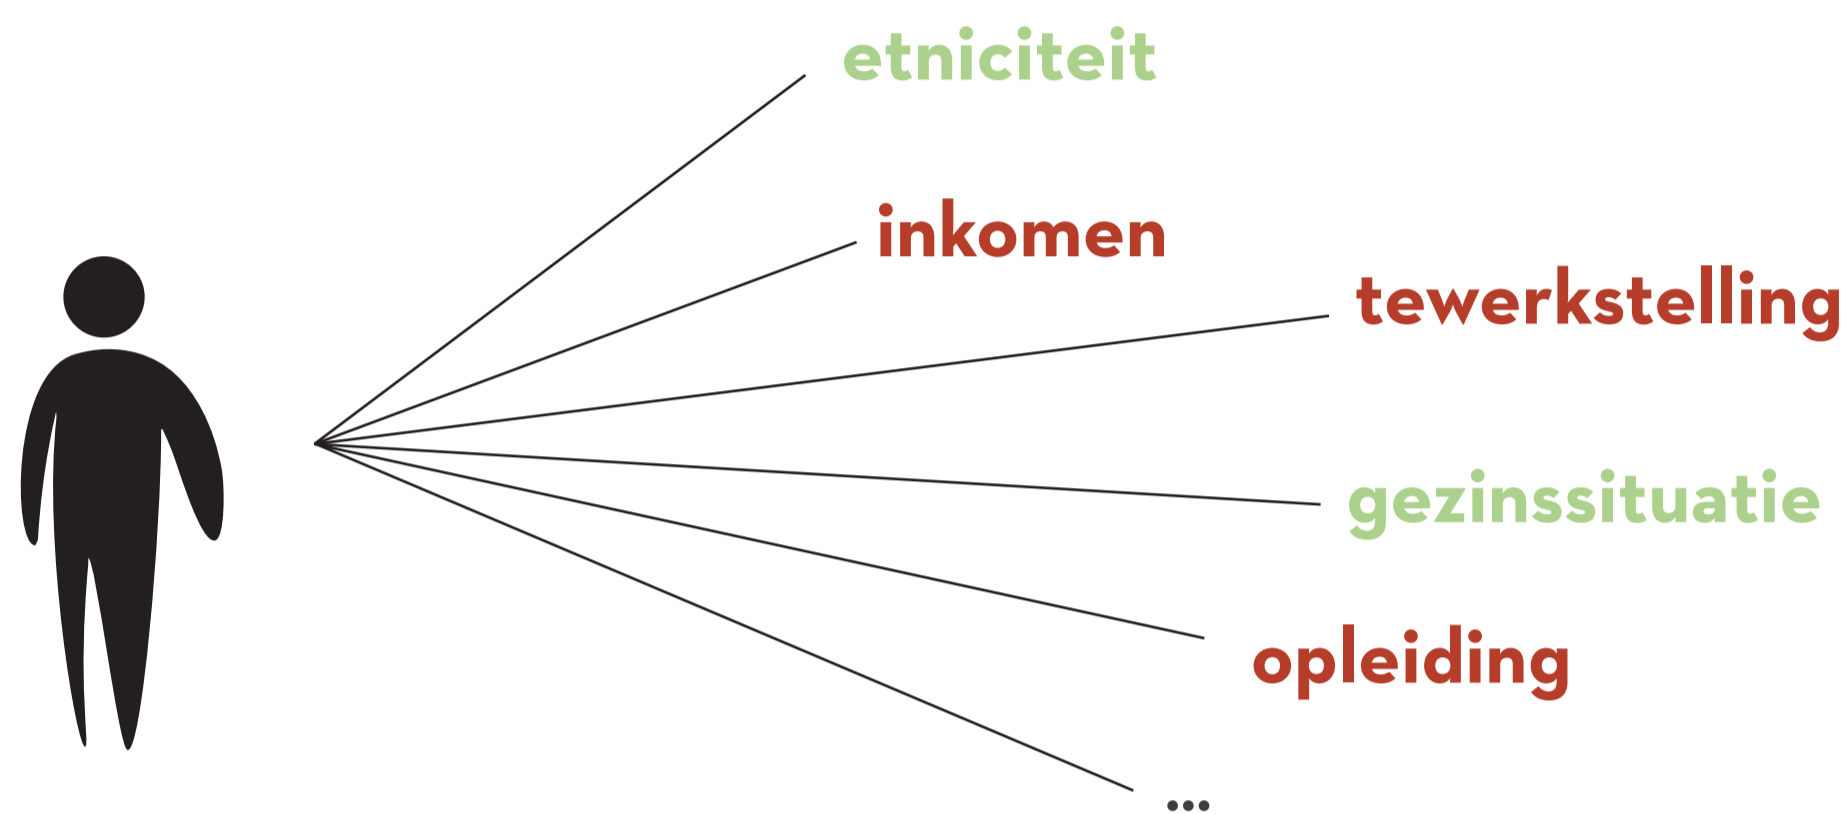 etniciteit
inkomen
tewerkstelling
gezinssituatie
opleiding
...